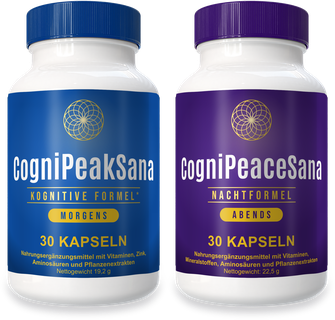 CogniPeakSana
KOGNITIVE FORMEL*
MORGENS
30 KAPSELN
Nahrungsergänzungsmittel mit Vitaminen, Zink,
Aminosäuren und Pflanzenextrakten
Nettogewicht: 19,2 g
CogniPeaceSana
NACHTFORMEL
ABENDS
30 KAPSELN
Nahrungsergänzungsmittel mit Vitaminen,
Mineralstoffen, Aminosäuren und Pflanzenextrakten
Nettogewicht: 22,5 g